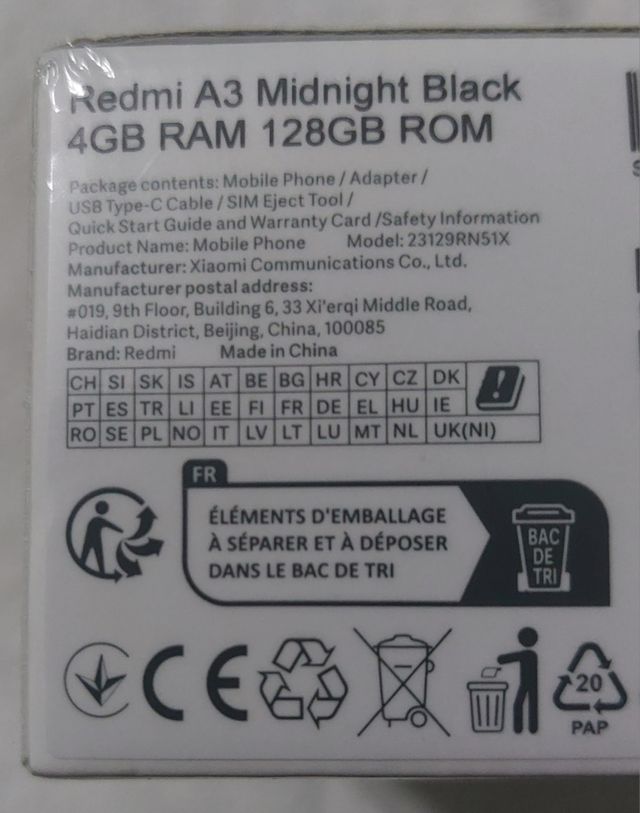 Redmi A3 Midnight Black
4GB RAM 128GB ROM
Package contents: Mobile Phone / Adapter /
USB Type-C Cable / SIM Eject Tool /
Quick Start Guide and Warranty Card /Safety Information
Product Name: Mobile Phone Model: 23129RN51X
Manufacturer: Xiaomi Communications Co., Ltd.
Manufacturer postal address:
#019, 9th Floor, Building 6, 33 Xi'erqi Middle Road,
Haidian District, Beijing, China, 100085
Brand: Redmi Made in China
CH SI SK IS AT BE BG HR CY CZ DK
PT ES TR LI EE FI FR DE EL HU IE
RO SE PL NO IT LV LT LU MT NL UK(NI)
FR
ÉLÉMENTS D'EMBALLAGE
À SÉPARER ET À DÉPOSER
DANS LE BAC DE TRI
BAC
DE
TRI
CE
20
PAP